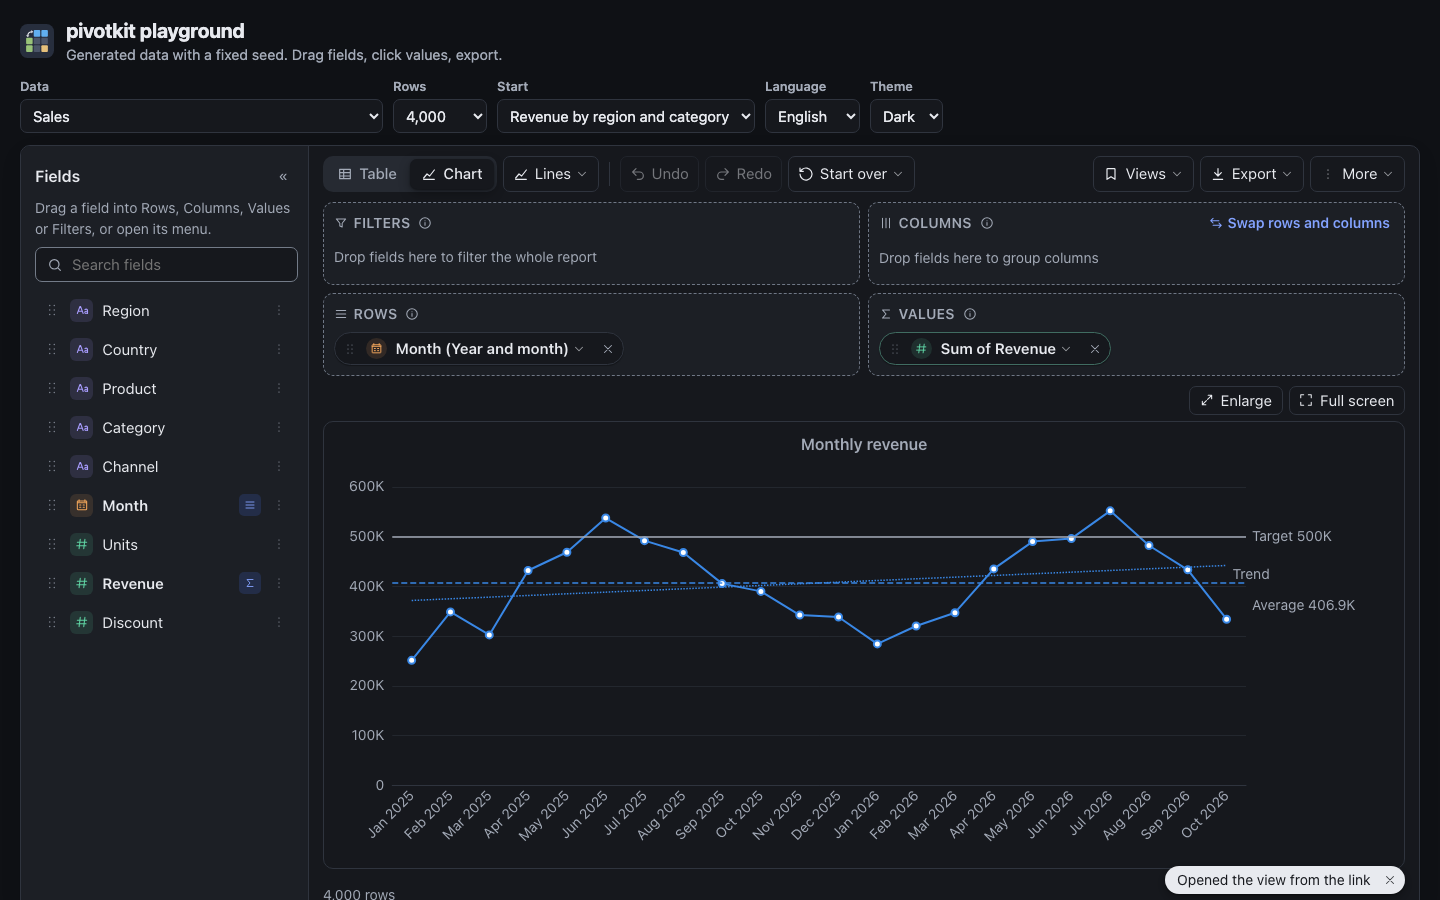 pivotkit playground
Generated data with a fixed seed. Drag fields, click values, export.
Data
Rows
Start
Language
Theme
Sales
4,000
Revenue by region and category
English
Dark
Fields
«
Drag a field into Rows, Columns, Values
or Filters, or open its menu.
Search fields
Aa Region
Aa Country
Aa Product
Aa Category
Aa Channel
Month
# Units
# Revenue Σ
# Discount
Table
Chart
Lines
Undo
Redo
Start over
Views
Export
More
FILTERS
Drop fields here to filter the whole report
COLUMNS
Swap rows and columns
Drop fields here to group columns
ROWS
Month (Year and month)
Σ VALUES
# Sum of Revenue
Enlarge
Full screen
Monthly revenue
600K
500K
400K
300K
200K
100K
0
Target 500K
Trend
Average 406.9K
Jan 2025
Feb 2025
Mar 2025
Apr 2025
May 2025
Jun 2025
Jul 2025
Aug 2025
Sep 2025
Oct 2025
Nov 2025
Dec 2025
Jan 2026
Feb 2026
Mar 2026
Apr 2026
May 2026
Jun 2026
Jul 2026
Aug 2026
Sep 2026
Oct 2026
4,000 rows
Opened the view from the link